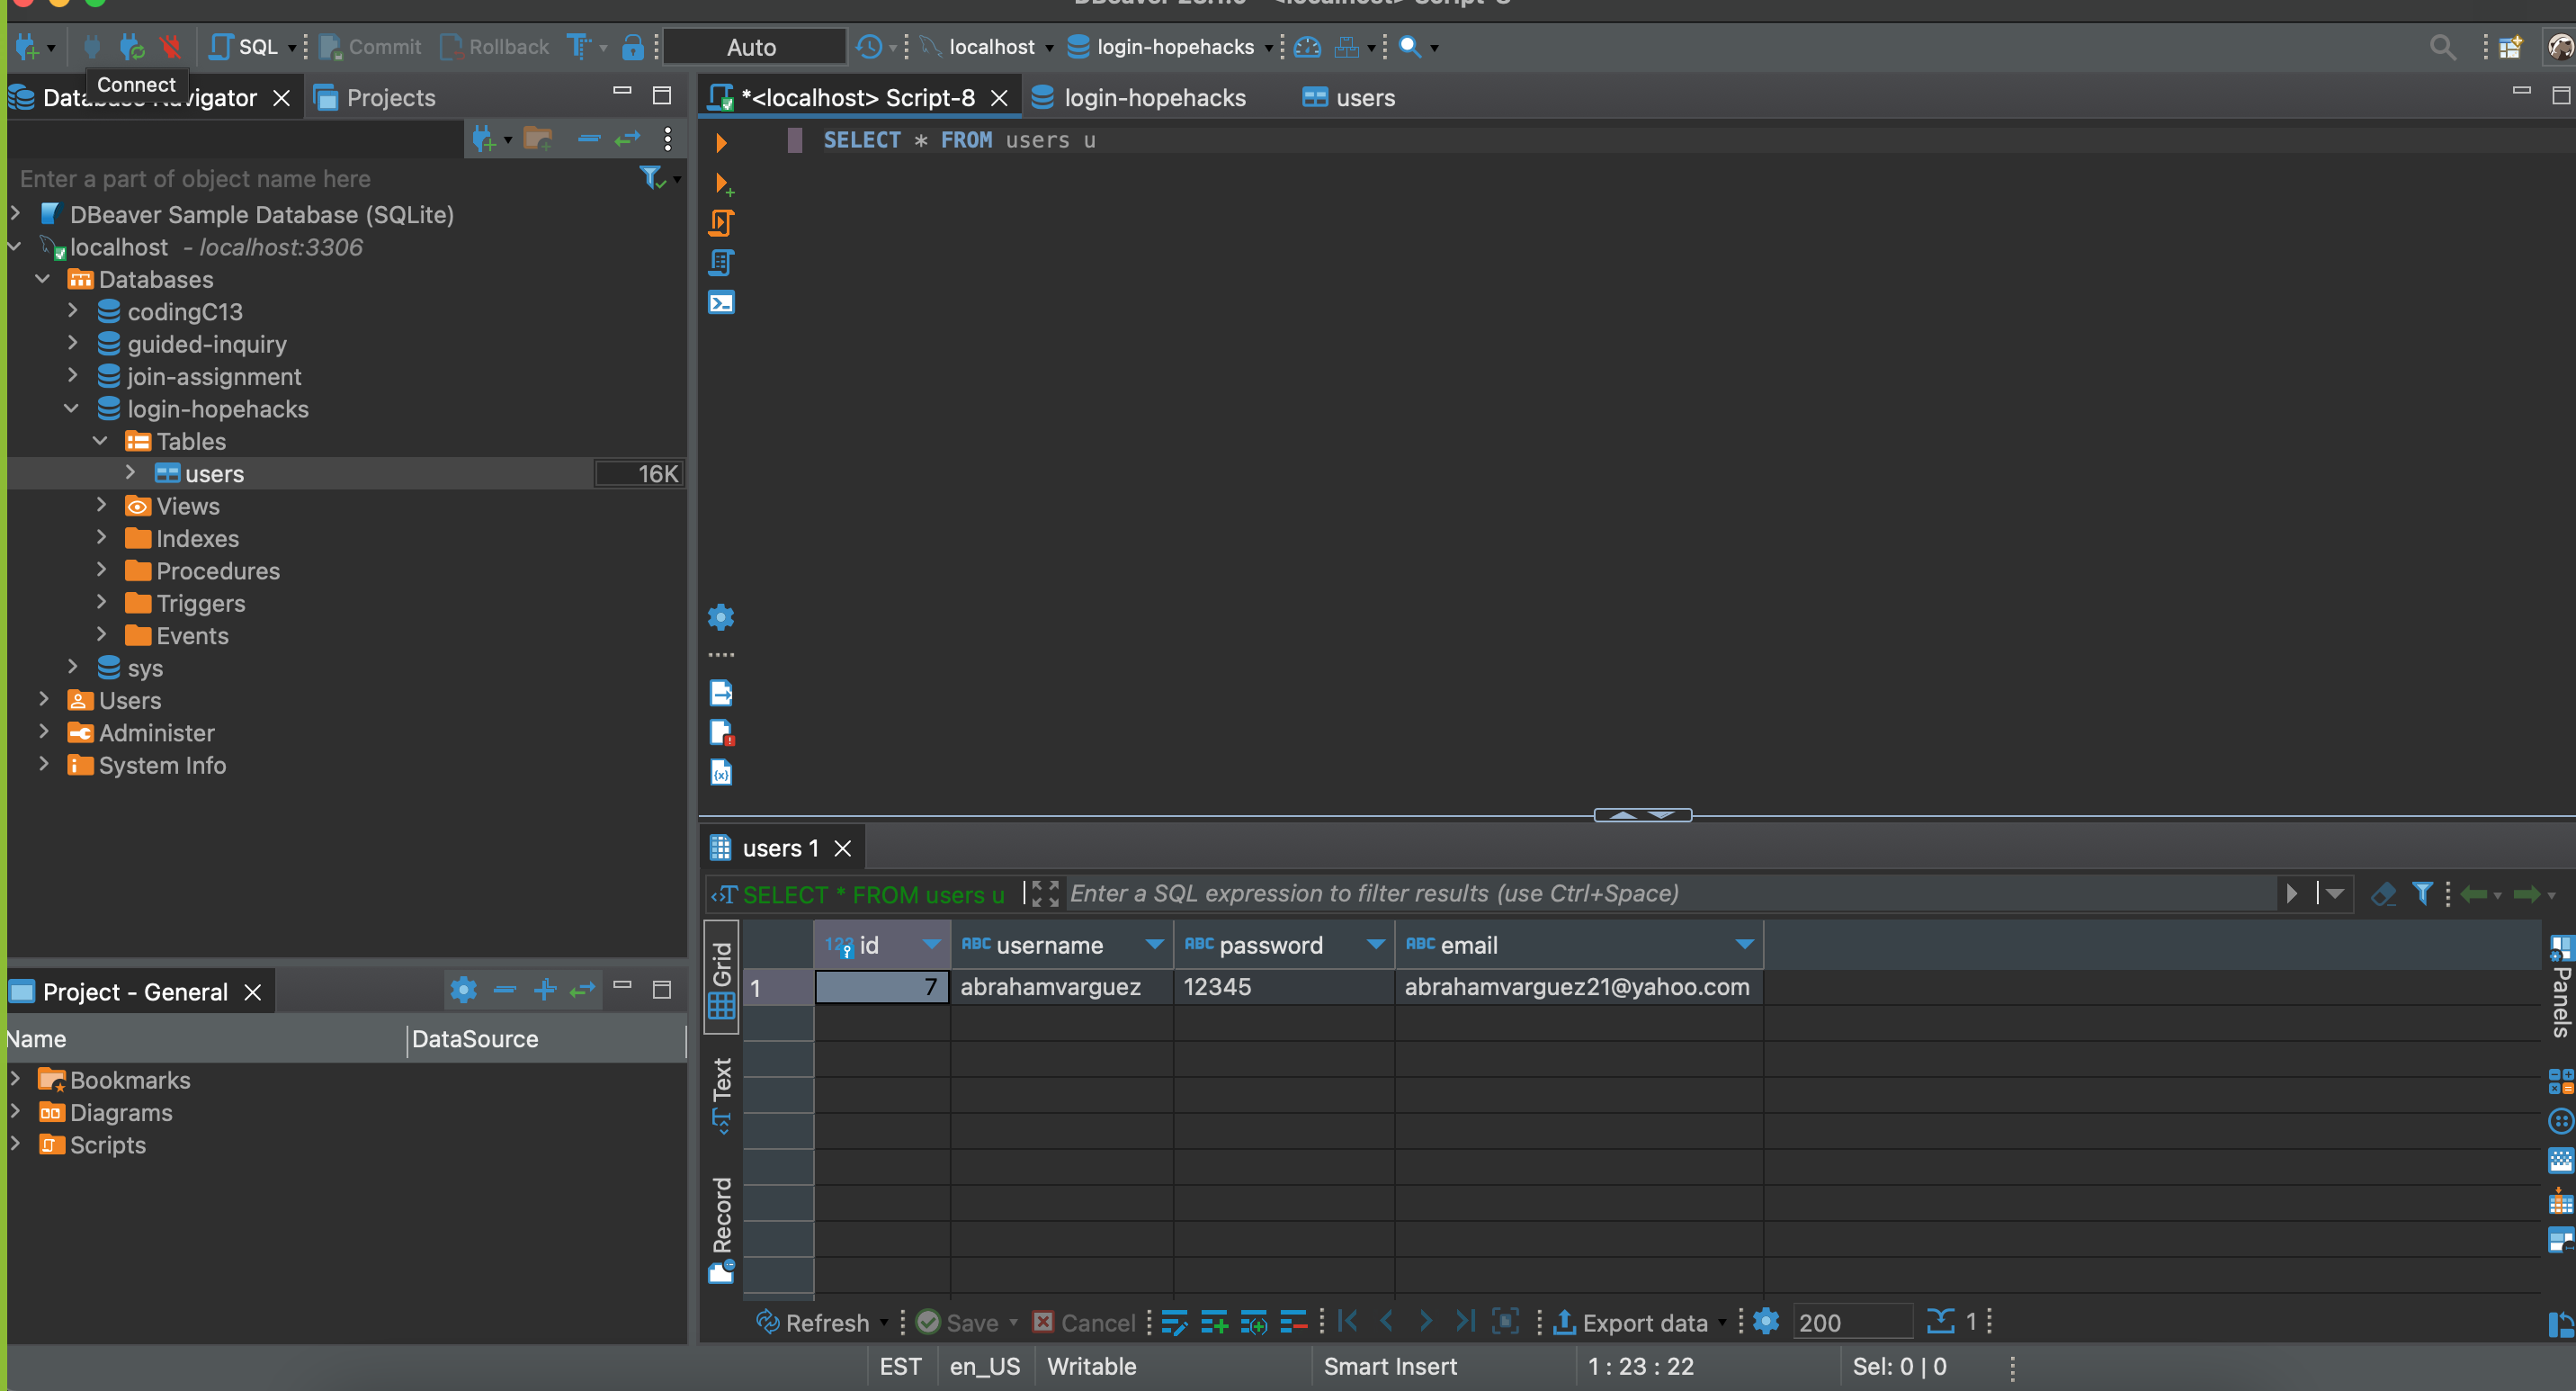 SQL Commit Rollback Auto localhost login-hopehacks
Connect
Projects
*<localhost> Script-8 login-hopehacks users
SELECT * FROM users u
Enter a part of object name here
DBeaver Sample Database (SQLite)
localhost - localhost:3306
Databases
codingC13
guided-inquiry
join-assignment
login-hopehacks
Tables
users 16K
Views
Indexes
Procedures
Triggers
Events
sys
Users
Administer
System Info
Project - General
Name DataSource
Bookmarks
Diagrams
Scripts
users 1
SELECT * FROM users u Enter a SQL expression to filter results (use Ctrl+Space)
Grid
Text
Record
123 id ABC username ABC password ABC email
1 7 abrahamvarguez 12345 abrahamvarguez21@yahoo.com
Panels
Refresh Save Cancel Export data 200 1
EST en_US Writable Smart Insert 1 : 23 : 22 Sel: 0 | 0